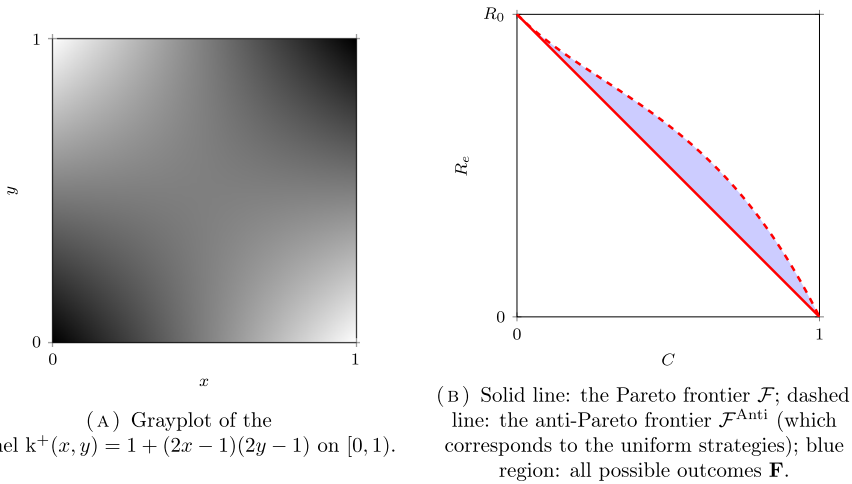 1
y
0
0
1
x
(A) Grayplot of the
nel k⁺(x, y) = 1 + (2x − 1)(2y − 1) on [0, 1).
R₀
Rₑ
0
0
1
C
(B) Solid line: the Pareto frontier ℱ; dashed
line: the anti-Pareto frontier ℱ^Anti (which
corresponds to the uniform strategies); blue
region: all possible outcomes **F**.